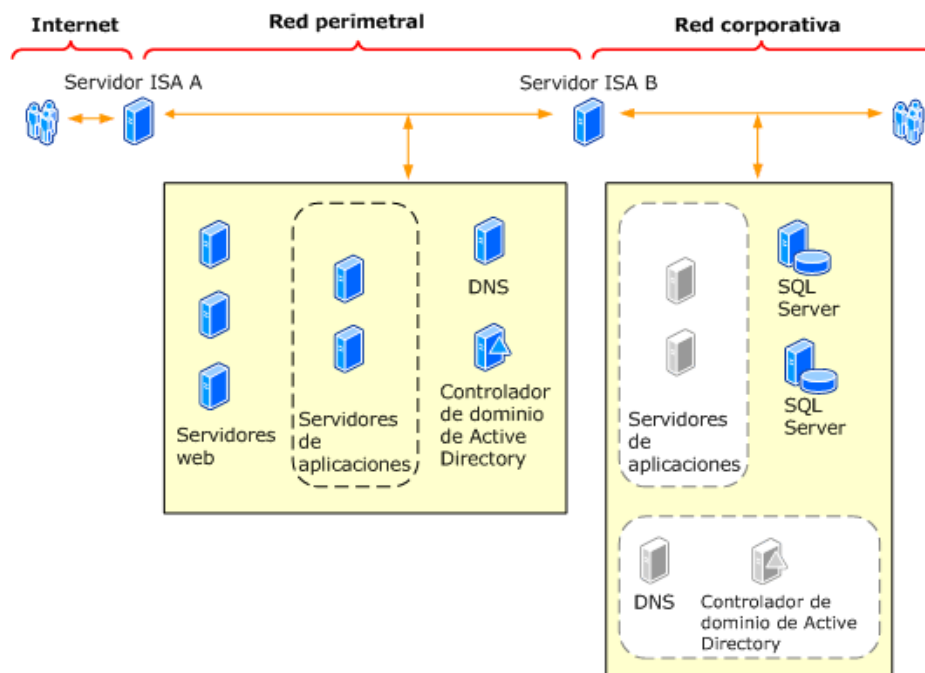 Internet
Red perimetral
Red corporativa
Servidor ISA A
Servidor ISA B
Servidores
web
Servidores
de
aplicaciones
DNS
Controlador
de dominio
de Active
Directory
Servidores
de
aplicaciones
SQL
Server
SQL
Server
DNS
Controlador de
dominio de Active
Directory